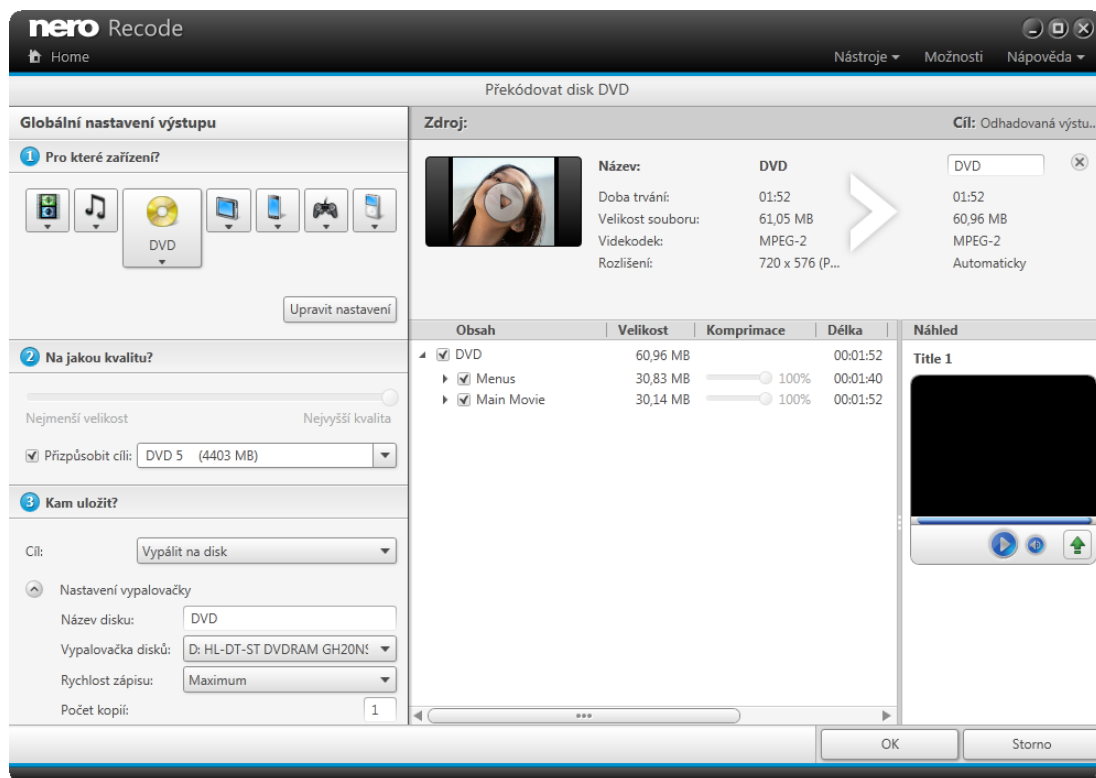 nero Recode
Home
Nástroje
Možnosti
Nápověda
Překódovat disk DVD
Globální nastavení výstupu
1 Pro které zařízení?
DVD
Upravit nastavení
2 Na jakou kvalitu?
Nejmenší velikost
Nejvyšší kvalita
Přizpůsobit cíli: DVD 5 (4403 MB)
3 Kam uložit?
Cíl: Vypálit na disk
Nastavení vypalovačky
Název disku: DVD
Vypalovačka disků: D: HL-DT-ST DVDRAM GH20NS
Rychlost zápisu: Maximum
Počet kopií: 1
Zdroj:
Cíl: Odhadovaná výstu...
Název: DVD DVD
Doba trvání: 01:52 01:52
Velikost souboru: 61,05 MB 60,96 MB
Videkodek: MPEG-2 MPEG-2
Rozlišení: 720 x 576 (P... Automaticky
Obsah Velikost Komprimace Délka
DVD 60,96 MB 00:01:52
Menus 30,83 MB 100% 00:01:40
Main Movie 30,14 MB 100% 00:01:52
Náhled
Title 1
OK
Storno